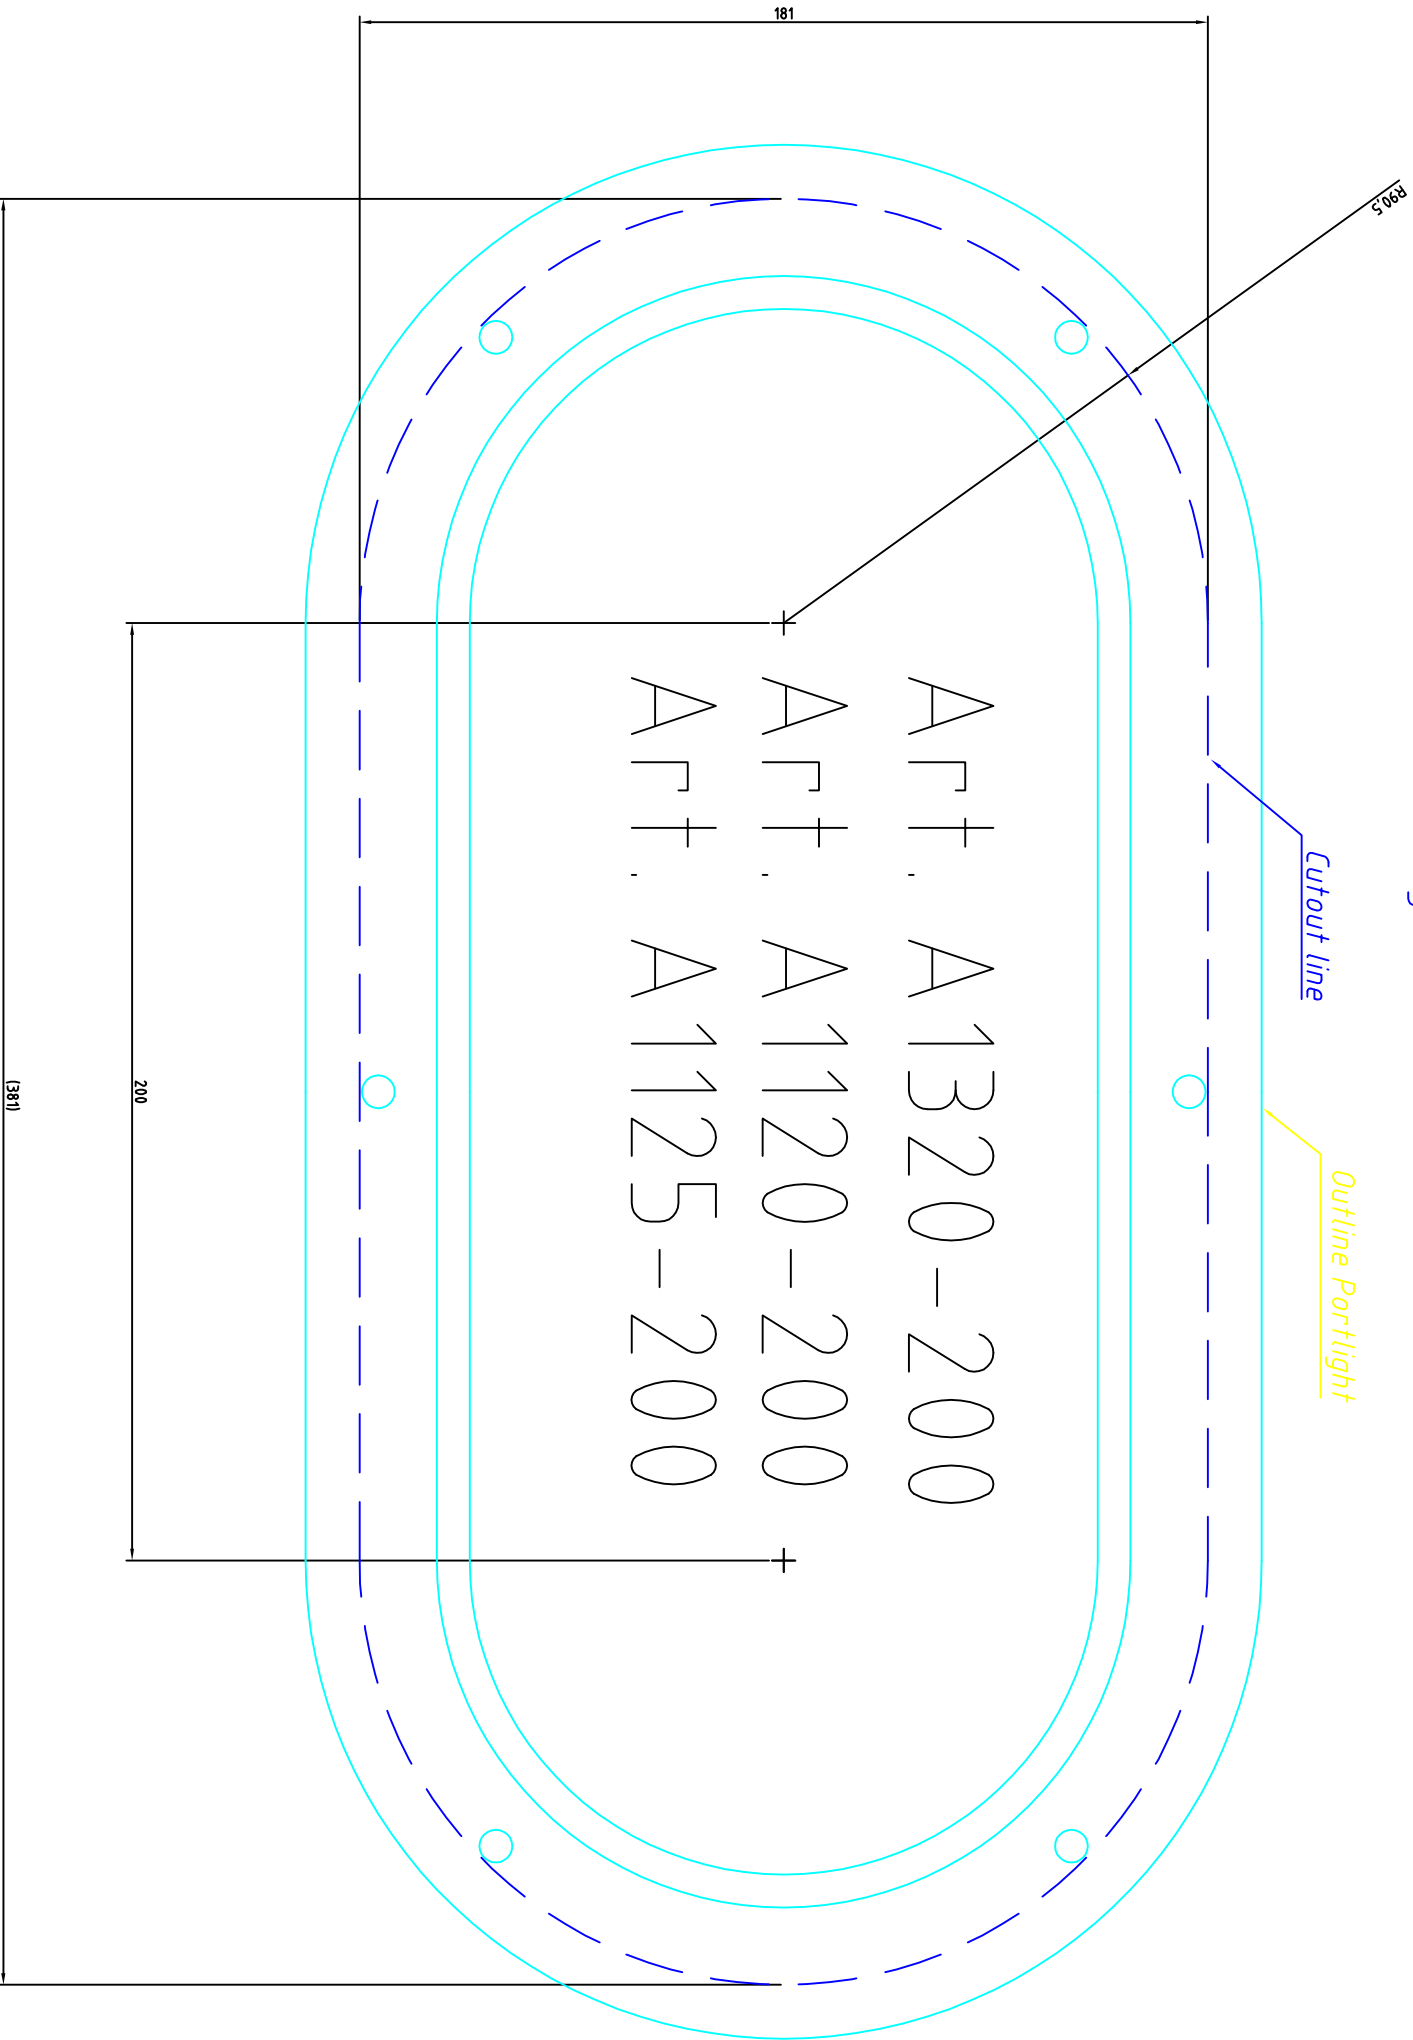 181
R90,5
Cutout line
Outline Portlight
Art. A1320-200
Art. A1120-200
Art. A1125-200
200
(381)